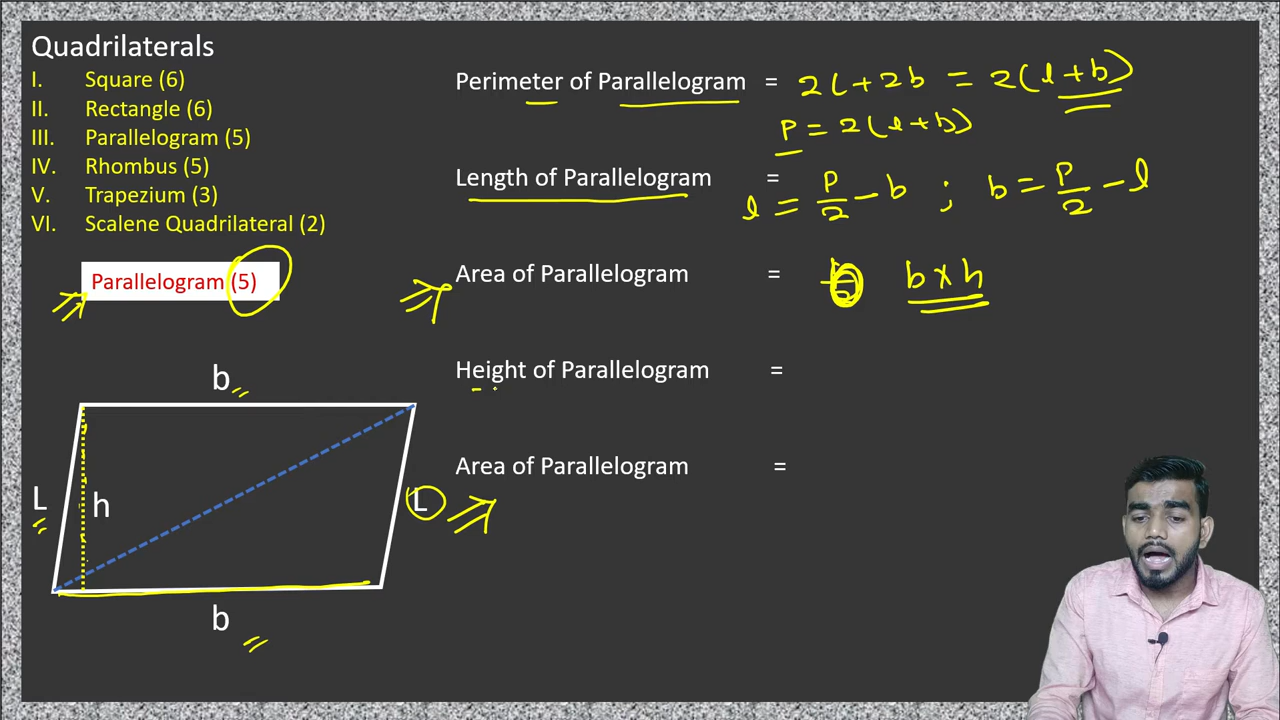 Quadrilaterals
I. Square (6)
II. Rectangle (6)
III. Parallelogram (5)
IV. Rhombus (5)
V. Trapezium (3)
VI. Scalene Quadrilateral (2)
Parallelogram (5)
b
L
h
L
b
Perimeter of Parallelogram = 2l + 2b = 2(l + b)
P = 2(l + b)
Length of Parallelogram =
l = P/2 - b ; b = P/2 - l
Area of Parallelogram = b × h
Height of Parallelogram =
Area of Parallelogram =